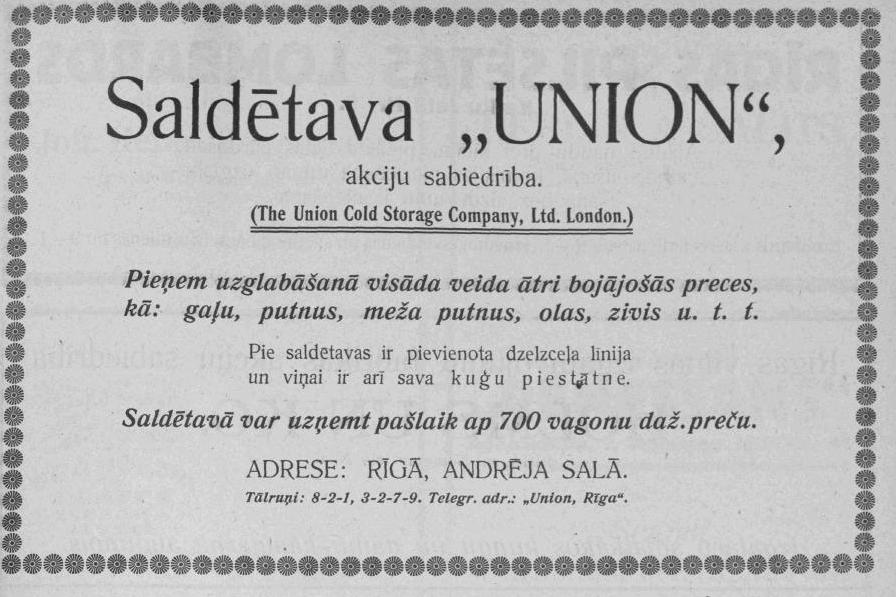 Saldētava „UNION“,
akciju sabiedrība.
(The Union Cold Storage Company, Ltd. London.)
Pieņem uzglabāšanā visāda veida ātri bojājošās preces,
kā: gaļu, putnus, meža putnus, olas, zivis u. t. t.
Pie saldetavas ir pievienota dzelzceļa līnija
un viņai ir arī sava kuģu piestātne.
Saldētavā var uzņemt pašlaik ap 700 vagonu daž. preču.
ADRESE: RĪGĀ, ANDRĒJA SALĀ.
Tālruņi: 8-2-1, 3-2-7-9. Telegr. adr.: „Union, Rīga“.